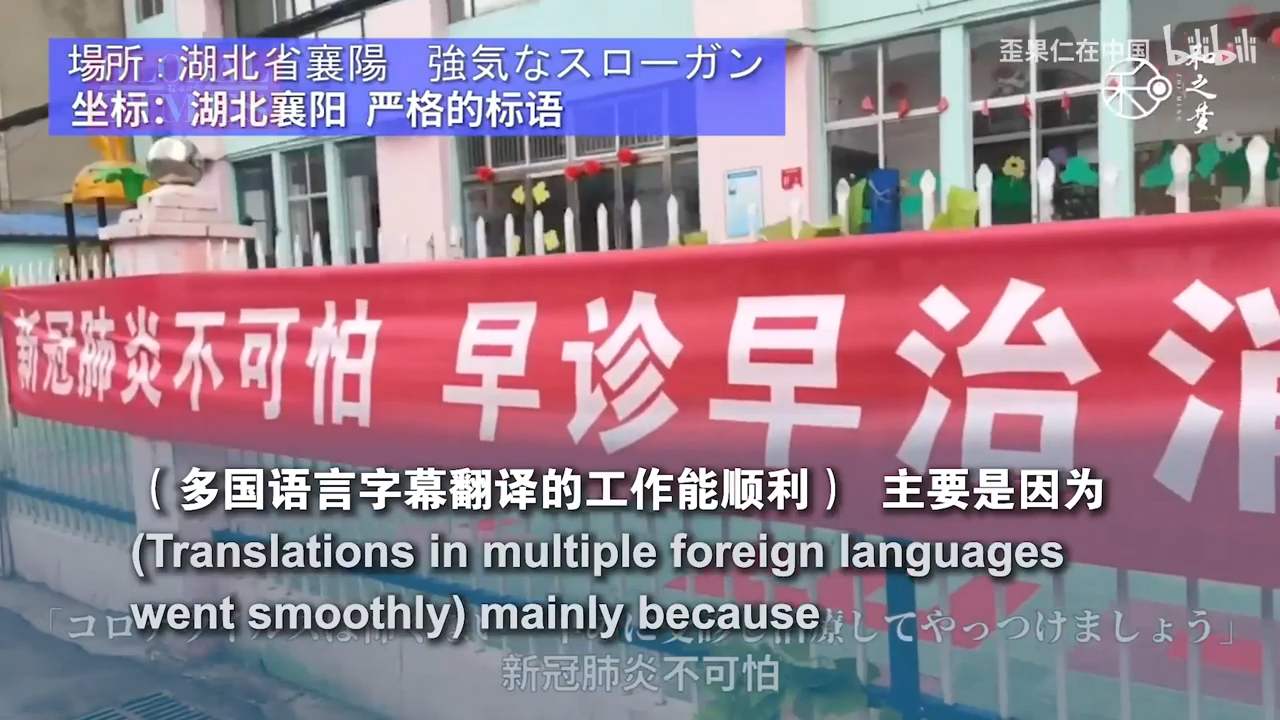 場所：湖北省襄陽　強気なスローガン
坐标：湖北襄阳 严格的标语
歪果仁在中国 bilibili
和之梦
新冠肺炎不可怕 早诊早治
（多国语言字幕翻译的工作能顺利） 主要是因为
(Translations in multiple foreign languages
went smoothly) mainly because
新冠肺炎不可怕